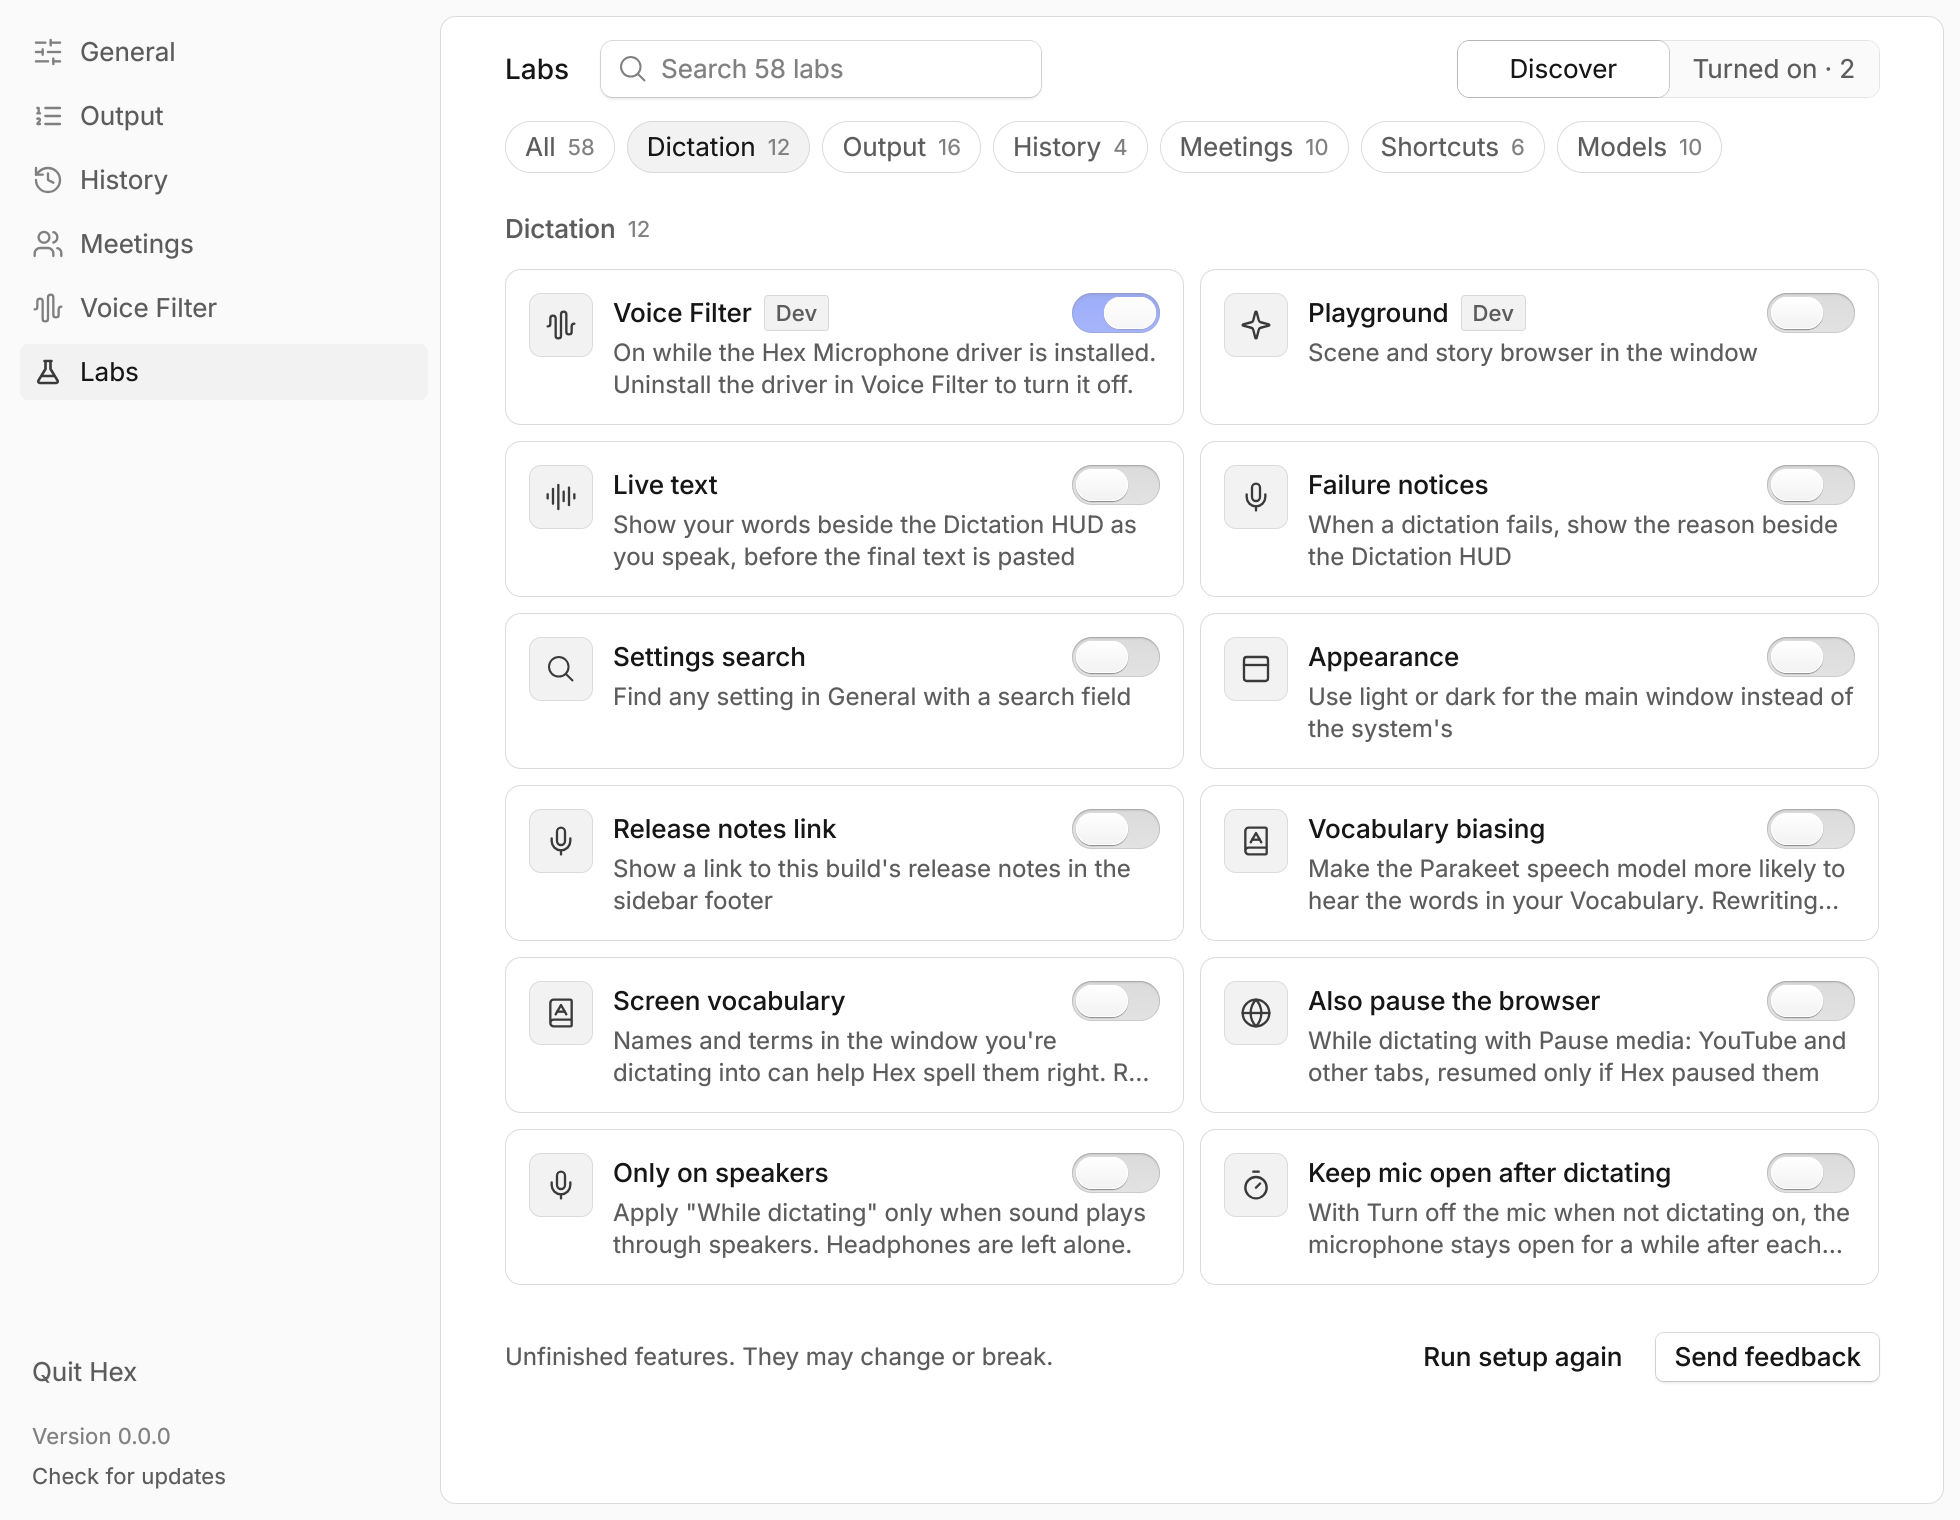 General
Output
History
Meetings
Voice Filter
Labs
Quit Hex
Version 0.0.0
Check for updates
Labs
Search 58 labs
Discover
Turned on · 2
All 58
Dictation 12
Output 16
History 4
Meetings 10
Shortcuts 6
Models 10
Dictation 12
Voice Filter Dev
On while the Hex Microphone driver is installed.
Uninstall the driver in Voice Filter to turn it off.
Playground Dev
Scene and story browser in the window
Live text
Show your words beside the Dictation HUD as
you speak, before the final text is pasted
Failure notices
When a dictation fails, show the reason beside
the Dictation HUD
Settings search
Find any setting in General with a search field
Appearance
Use light or dark for the main window instead of
the system's
Release notes link
Show a link to this build's release notes in the
sidebar footer
Vocabulary biasing
Make the Parakeet speech model more likely to
hear the words in your Vocabulary. Rewriting...
Screen vocabulary
Names and terms in the window you're
dictating into can help Hex spell them right. R...
Also pause the browser
While dictating with Pause media: YouTube and
other tabs, resumed only if Hex paused them
Only on speakers
Apply "While dictating" only when sound plays
through speakers. Headphones are left alone.
Keep mic open after dictating
With Turn off the mic when not dictating on, the
microphone stays open for a while after each...
Unfinished features. They may change or break.
Run setup again
Send feedback